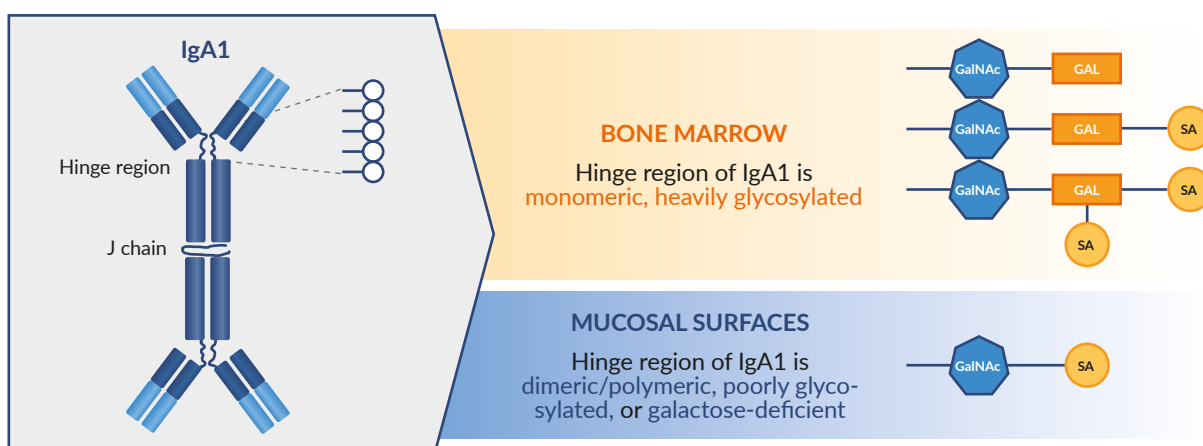 IgA1
Hinge region
J chain
BONE MARROW
Hinge region of IgA1 is
monomeric, heavily glycosylated
GalNAc GAL
GalNAc GAL SA
GalNAc GAL SA
SA
MUCOSAL SURFACES
Hinge region of IgA1 is
dimeric/polymeric, poorly glyco-
sylated, or galactose-deficient
GalNAc SA